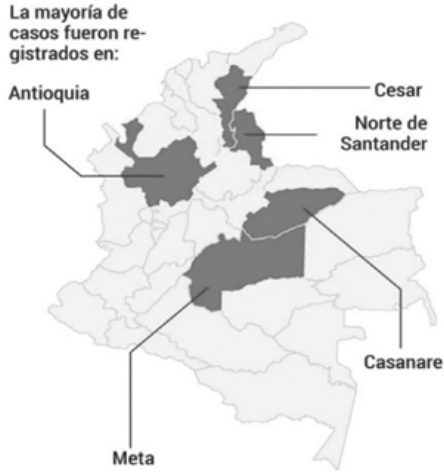 La mayoría de
casos fueron re-
gistrados en:
Antioquia
Cesar
Norte de
Santander
Casanare
Meta